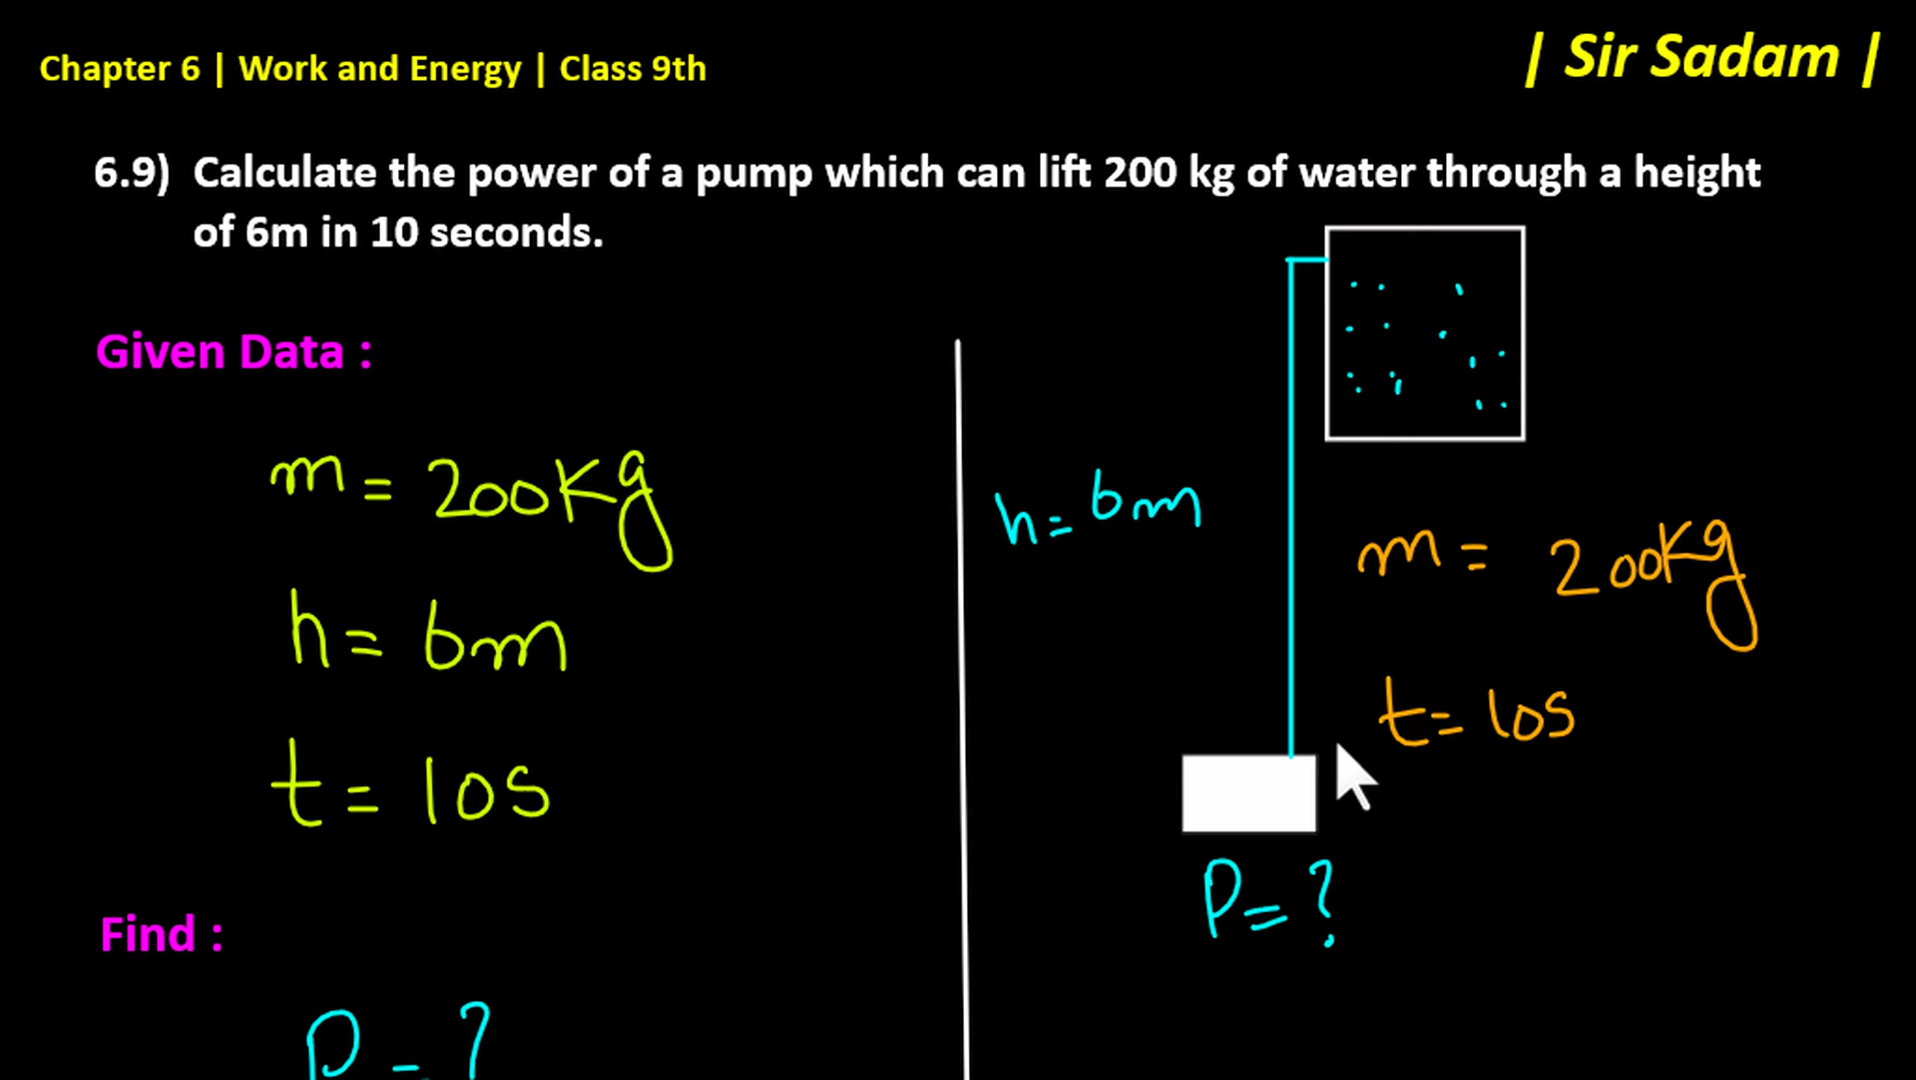 Chapter 6 | Work and Energy | Class 9th
| Sir Sadam |
6.9) Calculate the power of a pump which can lift 200 kg of water through a height
of 6m in 10 seconds.
Given Data :
m = 200Kg
h = 6m
t = 10s
Find :
P = ?
h = 6m
m = 200Kg
t = 10s
P = ?